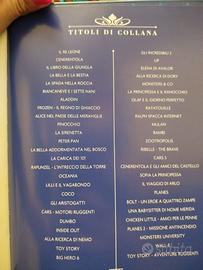 TITOLI DI COLLANA
IL RE LEONE
CENERENTOLA
IL LIBRO DELLA GIUNGLA
LA BELLA E LA BESTIA
LA SPADA NELLA ROCCIA
BIANCANEVE E I SETTE NANI
ALADDIN
FROZEN - IL REGNO DI GHIACCIO
ALICE NEL PAESE DELLE MERAVIGLIE
PINOCCHIO
LA SIRENETTA
PETER PAN
LA BELLA ADDORMENTATA NEL BOSCO
LA CARICA DEI 101
RAPUNZEL - L'INTRECCIO DELLA TORRE
OCEANIA
LILLI E IL VAGABONDO
COCO
GLI ARISTOGATTI
CARS - MOTORI RUGGENTI
DUMBO
INSIDE OUT
ALLA RICERCA DI NEMO
TOY STORY
BIG HERO 6
GLI INCREDIBILI 2
UP
ELENA DI AVALOR
ALLA RICERCA DI DORY
MONSTERS & CO
LA PRINCIPESSA E IL RANOCCHIO
OLAF E IL GIORNO PERFETTO
RATATOUILLE
RALPH SPACCA INTERNET
MULAN
BAMBI
ZOOTROPOLIS
RIBELLE - THE BRAVE
CARS 3
CENERENTOLA E GLI AMICI DEL CASTELLO
SOFIA LA PRINCIPESSA
IL VIAGGIO DI ARLO
PLANES
BOLT - UN EROE A QUATTRO ZAMPE
UNA BABYSITTER DI NOME MERIDA
CHICKEN LITTLE - AMICI PER LE PENNE
PLANES 2 - MISSIONE ANTINCENDIO
MONSTERS UNIVERSITY
WALL-E
TOY STORY - AVVENTURE RUGGENTI
Subito